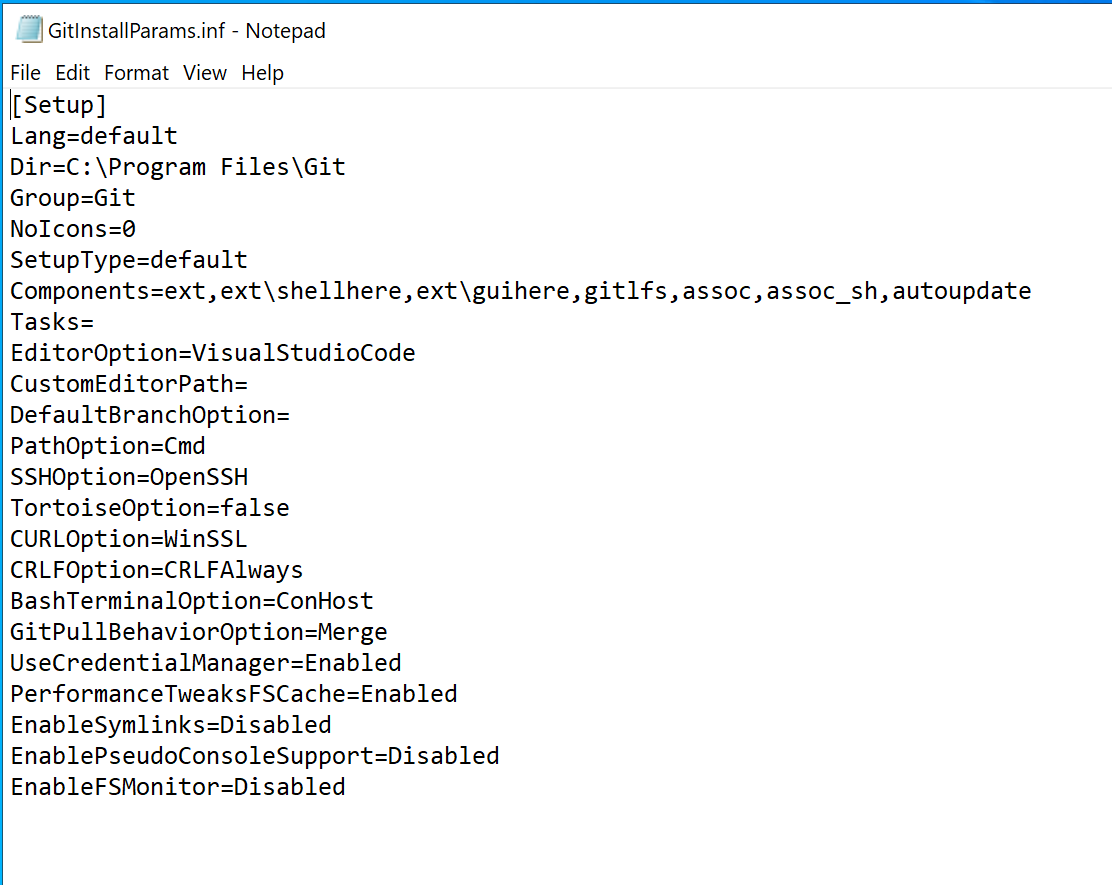 GitInstallParams.inf - Notepad
File Edit Format View Help
[Setup]
Lang=default
Dir=C:\Program Files\Git
Group=Git
NoIcons=0
SetupType=default
Components=ext,ext\shellhere,ext\guihere,gitlfs,assoc,assoc_sh,autoupdate
Tasks=
EditorOption=VisualStudioCode
CustomEditorPath=
DefaultBranchOption=
PathOption=Cmd
SSHOption=OpenSSH
TortoiseOption=false
CURLOption=WinSSL
CRLFOption=CRLFAlways
BashTerminalOption=ConHost
GitPullBehaviorOption=Merge
UseCredentialManager=Enabled
PerformanceTweaksFSCache=Enabled
EnableSymlinks=Disabled
EnablePseudoConsoleSupport=Disabled
EnableFSMonitor=Disabled